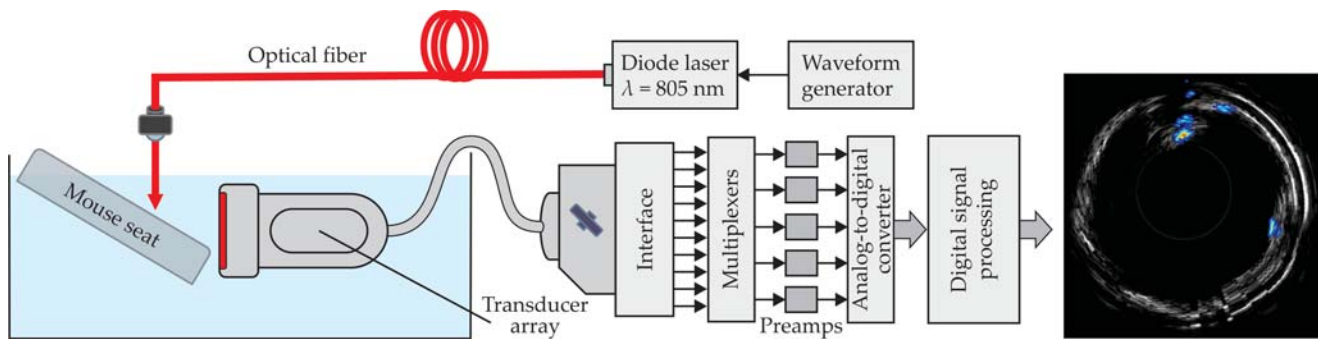 Optical fiber
Diode laser
λ = 805 nm
Waveform
generator
Mouse seat
Transducer
array
Interface
Multiplexers
Preamps
Analog-to-digital
converter
Digital signal
processing